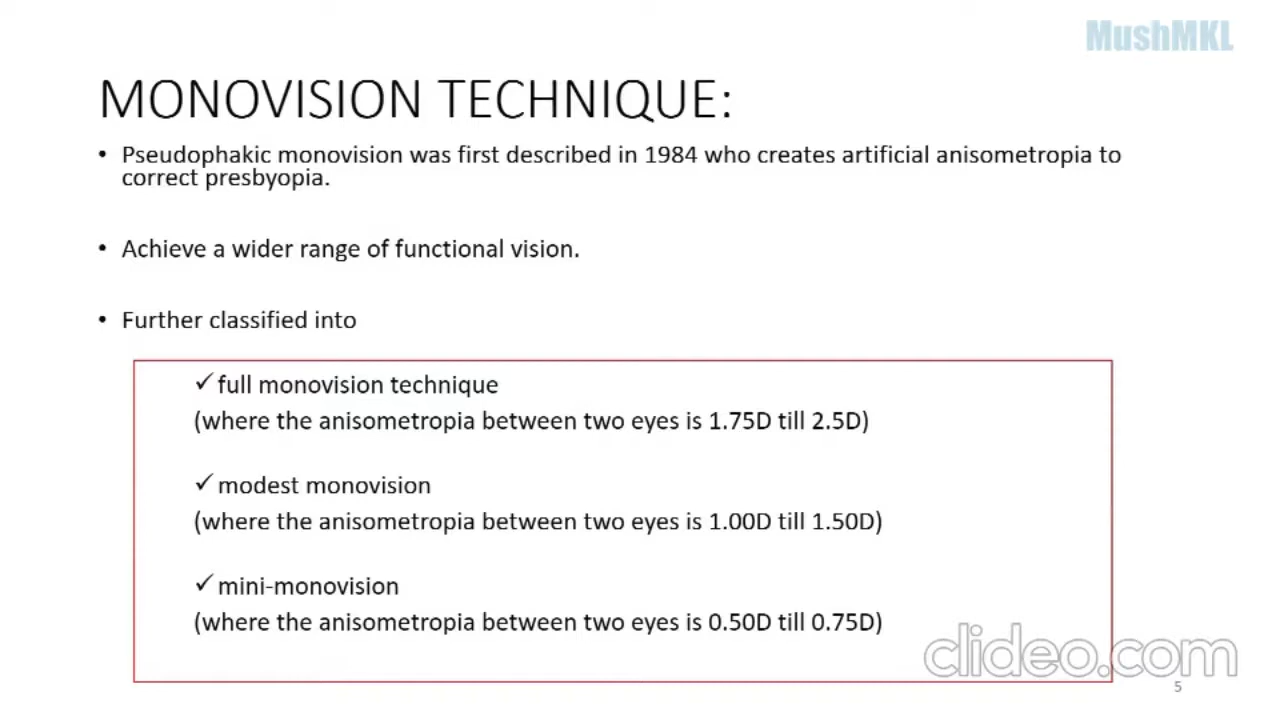 MushMKL
MONOVISION TECHNIQUE:
• Pseudophakic monovision was first described in 1984 who creates artificial anisometropia to
correct presbyopia.
• Achieve a wider range of functional vision.
• Further classified into
✓ full monovision technique
(where the anisometropia between two eyes is 1.75D till 2.5D)
✓ modest monovision
(where the anisometropia between two eyes is 1.00D till 1.50D)
✓ mini-monovision
(where the anisometropia between two eyes is 0.50D till 0.75D)
clideo.com
5